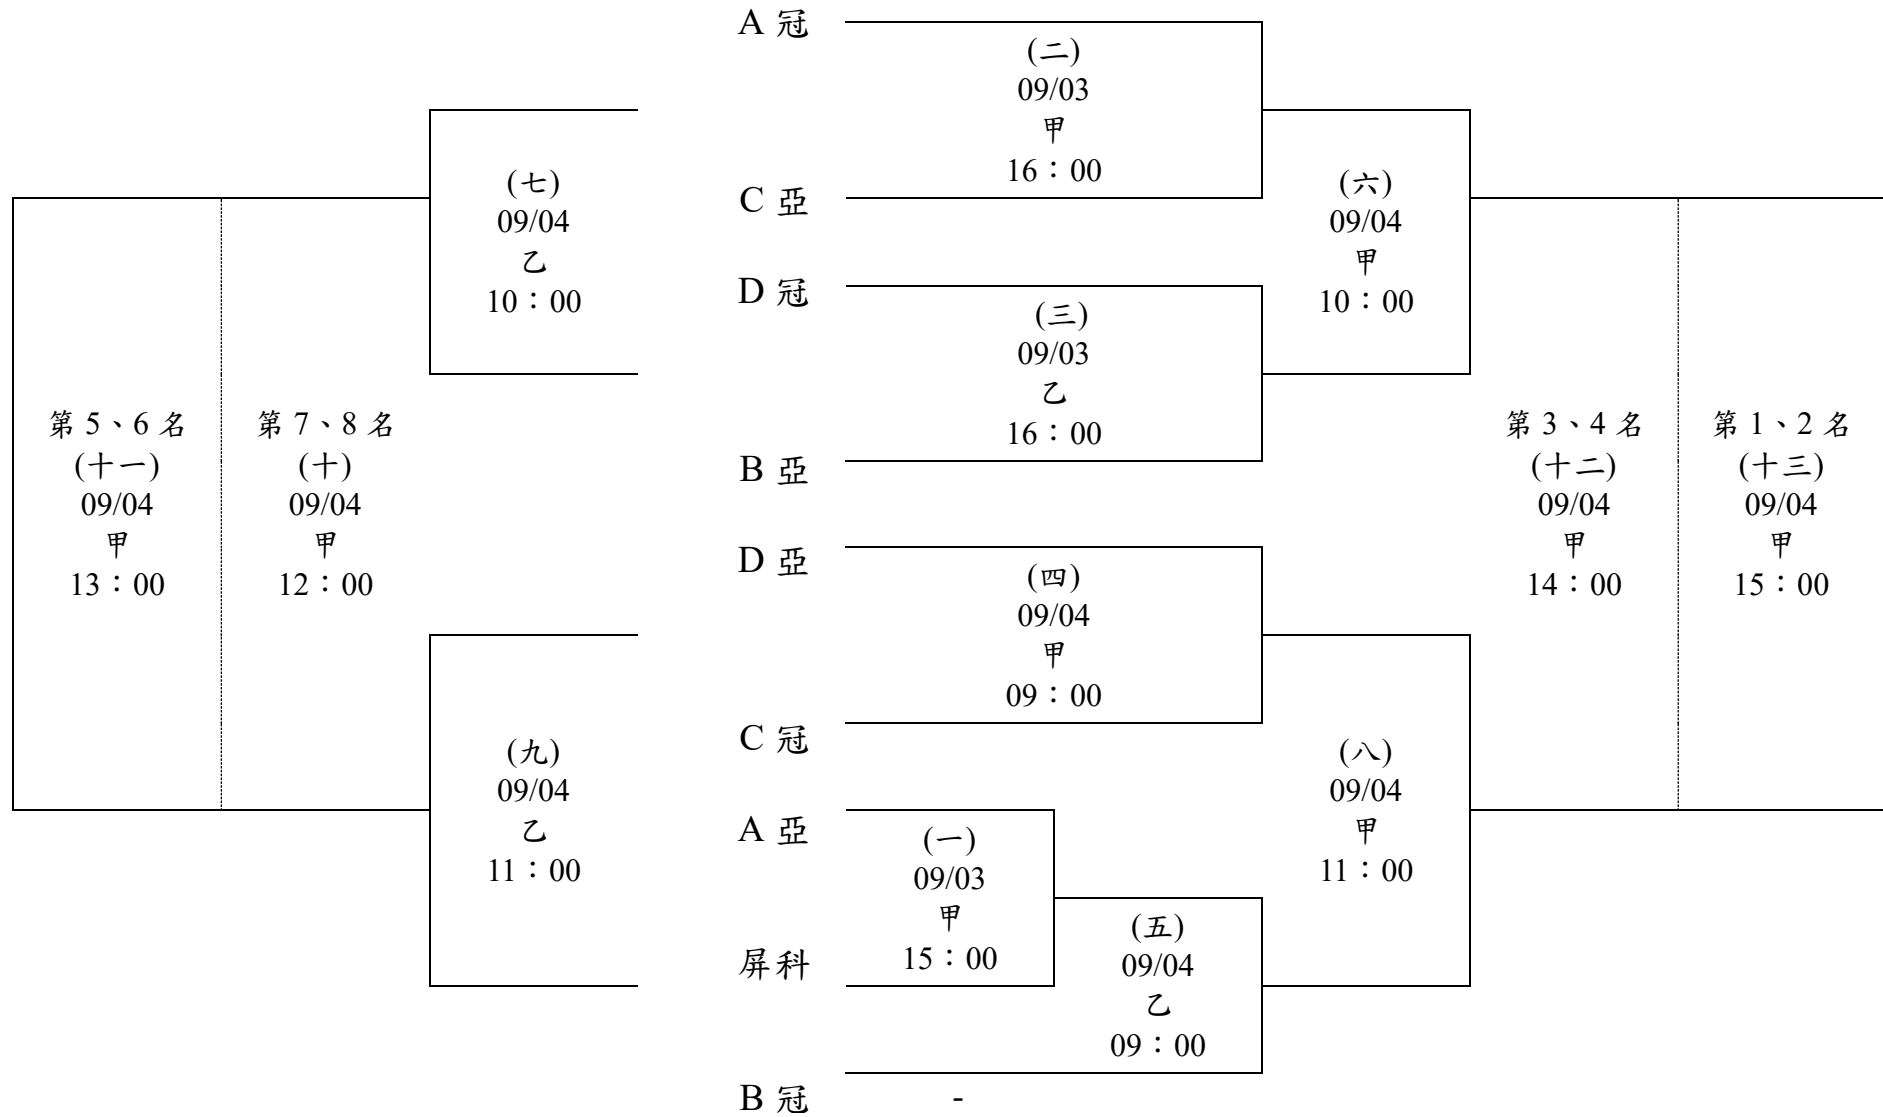 A 冠
(二)
09/03
甲
16：00
C 亞
D 冠
(三)
09/03
乙
16：00
B 亞
D 亞
(四)
09/04
甲
09：00
C 冠
A 亞
(一)
09/03
甲
15：00
屏科
(五)
09/04
乙
09：00
B 冠
-
(七)
09/04
乙
10：00
(六)
09/04
甲
10：00
第 5、6 名
(十一)
09/04
甲
13：00
第 7、8 名
(十)
09/04
甲
12：00
第 3、4 名
(十二)
09/04
甲
14：00
第 1、2 名
(十三)
09/04
甲
15：00
(九)
09/04
乙
11：00
(八)
09/04
甲
11：00